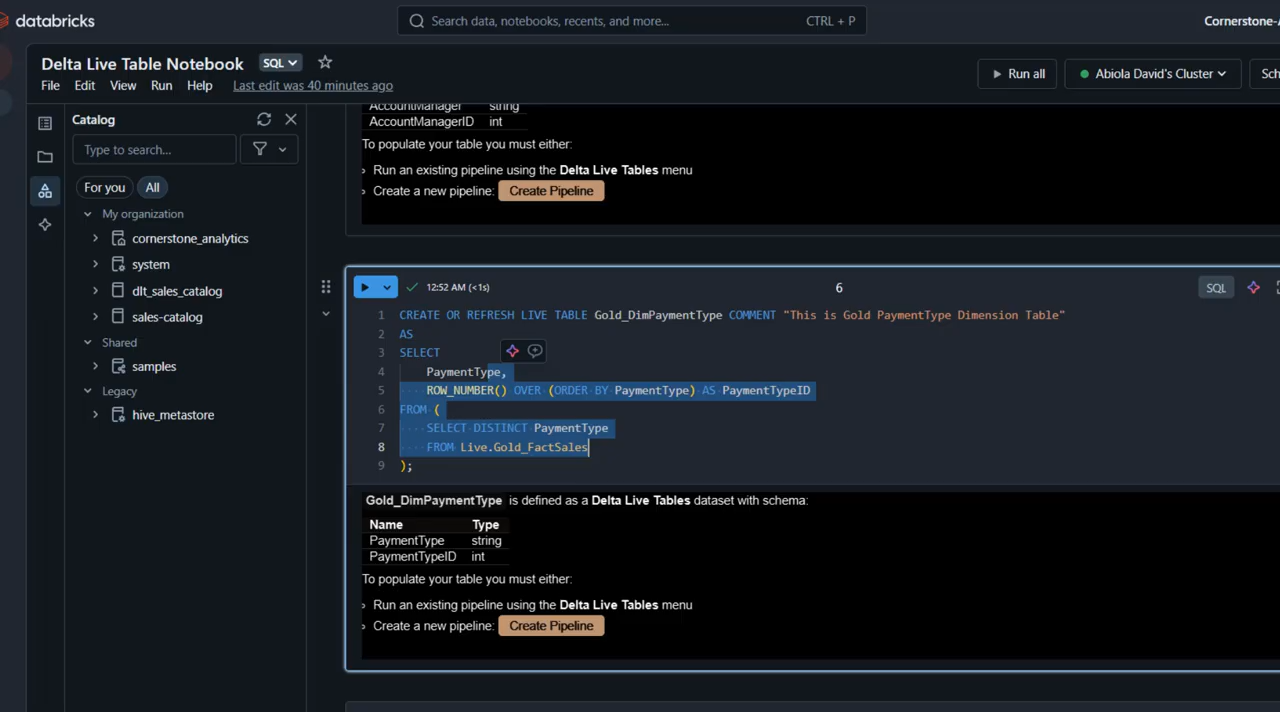 databricks
Search data, notebooks, recents, and more...
CTRL + P
Cornerstone-
Delta Live Table Notebook
SQL
File Edit View Run Help
Last edit was 40 minutes ago
Run all
Abiola David's Cluster
Sch
Catalog
Type to search...
For you
All
My organization
cornerstone_analytics
system
dlt_sales_catalog
sales-catalog
Shared
samples
Legacy
hive_metastore
AccountManager string
AccountManagerID int
To populate your table you must either:
Run an existing pipeline using the Delta Live Tables menu
Create a new pipeline: Create Pipeline
12:52 AM (<1s)
6
SQL
1 CREATE OR REFRESH LIVE TABLE Gold_DimPaymentType COMMENT "This is Gold PaymentType Dimension Table"
2 AS
3 SELECT
4 PaymentType,
5 ROW_NUMBER() OVER (ORDER BY PaymentType) AS PaymentTypeID
6 FROM (
7 SELECT DISTINCT PaymentType
8 FROM Live.Gold_FactSales
9 );
Gold_DimPaymentType is defined as a Delta Live Tables dataset with schema:
Name Type
PaymentType string
PaymentTypeID int
To populate your table you must either:
Run an existing pipeline using the Delta Live Tables menu
Create a new pipeline: Create Pipeline